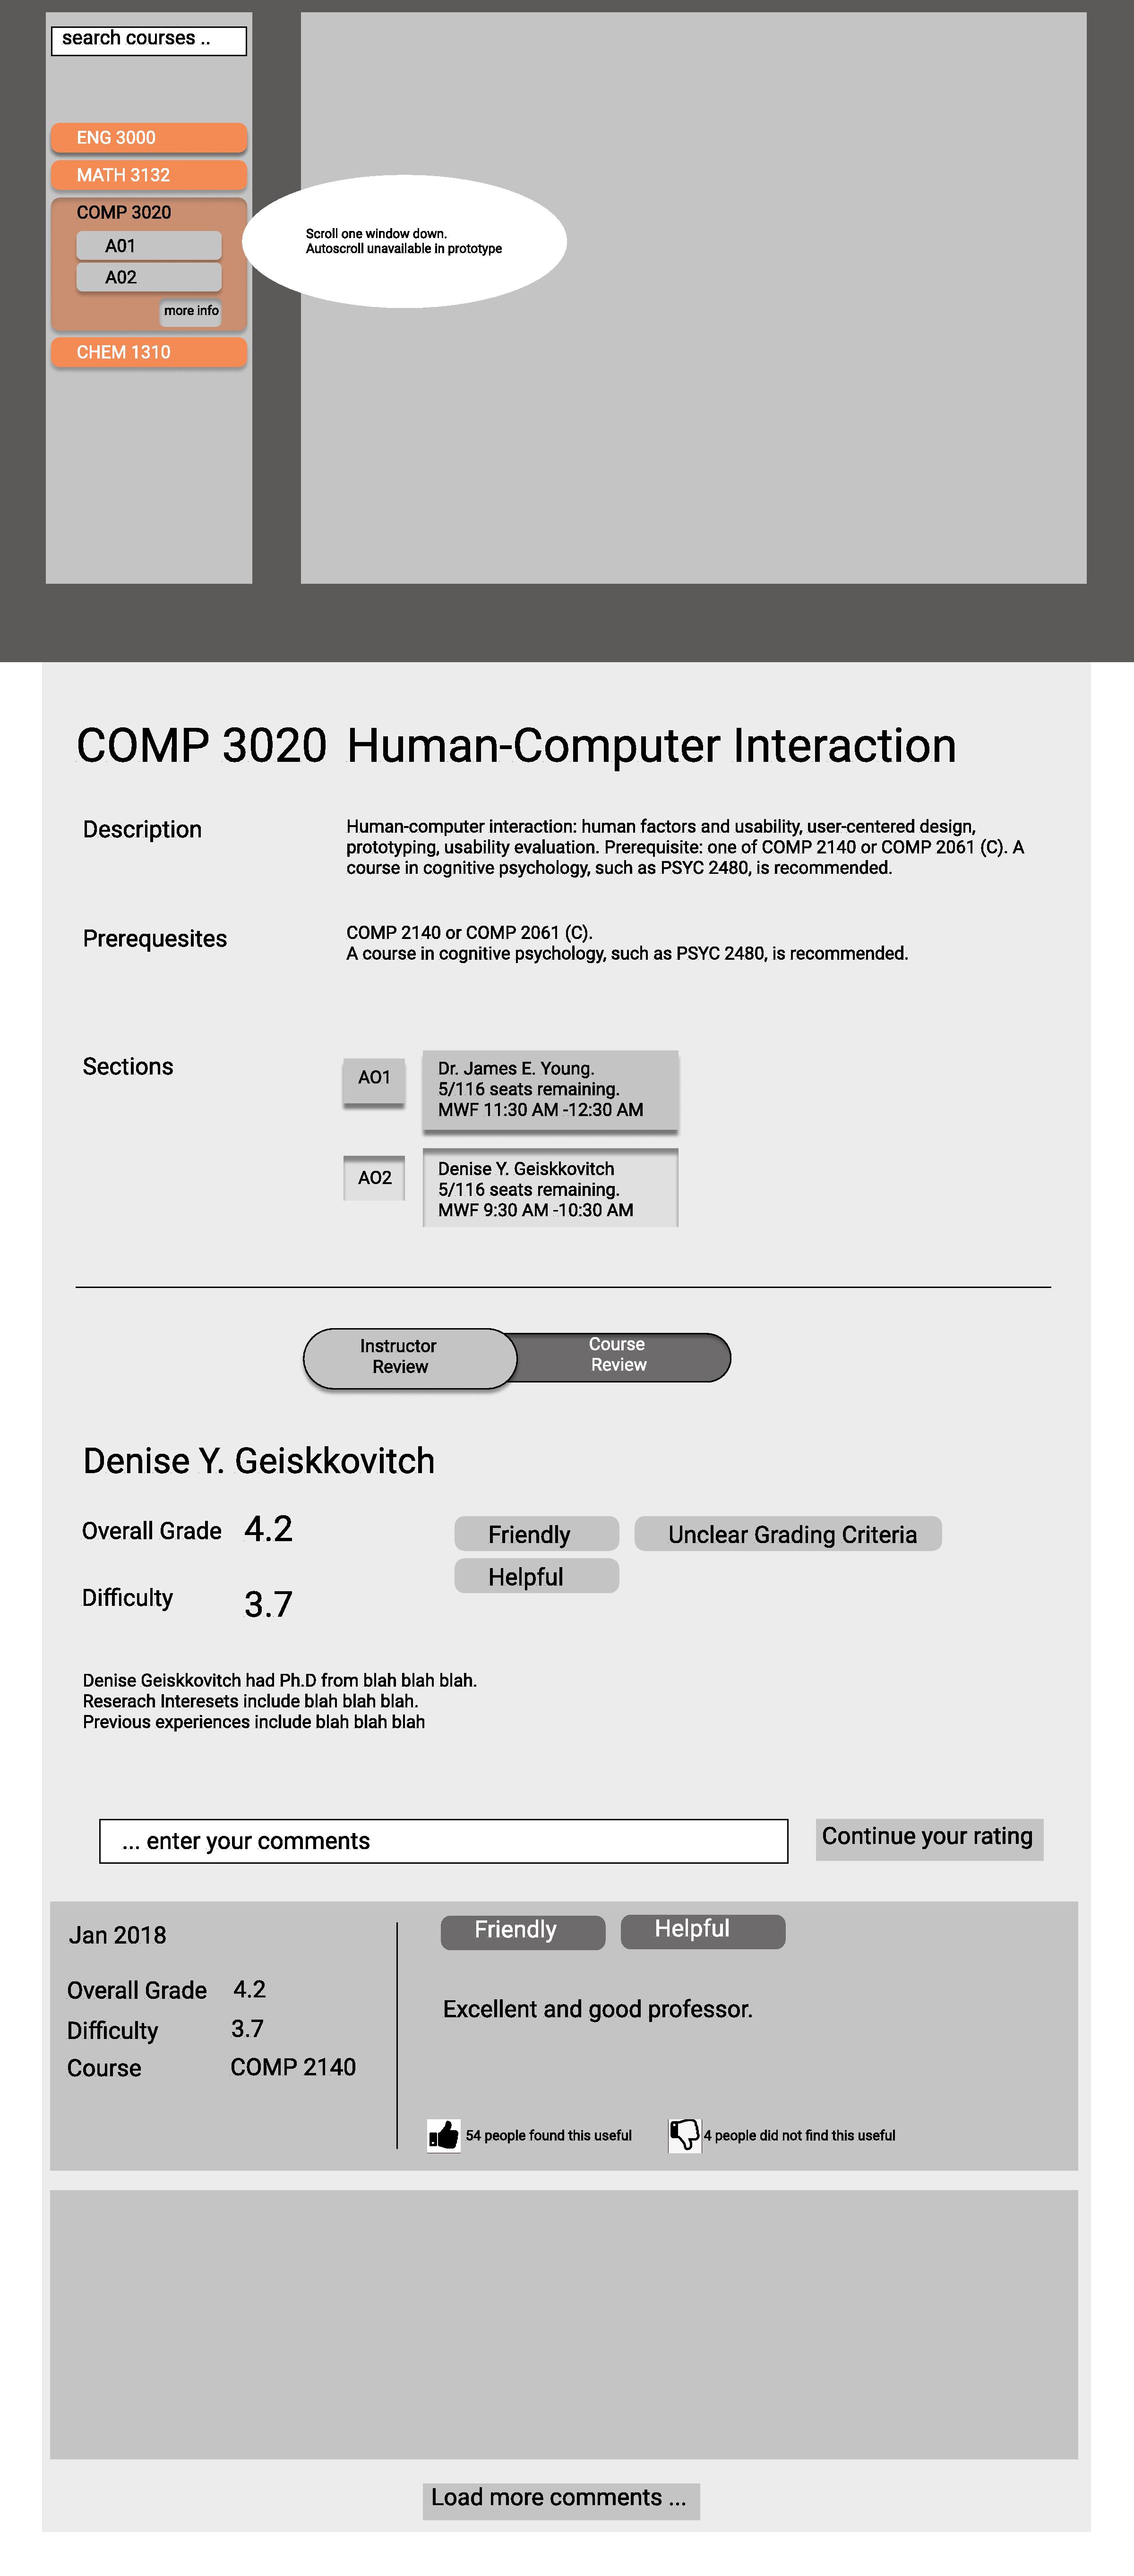 search courses ..
ENG 3000
MATH 3132
COMP 3020
A01
A02
more info
CHEM 1310
Scroll one window down.
Autoscroll unavailable in prototype
COMP 3020 Human-Computer Interaction
Description
Human-computer interaction: human factors and usability, user-centered design,
prototyping, usability evaluation. Prerequisite: one of COMP 2140 or COMP 2061 (C). A
course in cognitive psychology, such as PSYC 2480, is recommended.
Prerequesites
COMP 2140 or COMP 2061 (C).
A course in cognitive psychology, such as PSYC 2480, is recommended.
Sections
AO1
Dr. James E. Young.
5/116 seats remaining.
MWF 11:30 AM -12:30 AM
AO2
Denise Y. Geiskkovitch
5/116 seats remaining.
MWF 9:30 AM -10:30 AM
Instructor
Review
Course
Review
Denise Y. Geiskkovitch
Overall Grade 4.2
Difficulty 3.7
Friendly
Unclear Grading Criteria
Helpful
Denise Geiskkovitch had Ph.D from blah blah blah.
Reserach Interesets include blah blah blah.
Previous experiences include blah blah blah
... enter your comments
Continue your rating
Jan 2018
Overall Grade 4.2
Difficulty 3.7
Course COMP 2140
Friendly
Helpful
Excellent and good professor.
54 people found this useful
4 people did not find this useful
Load more comments ...